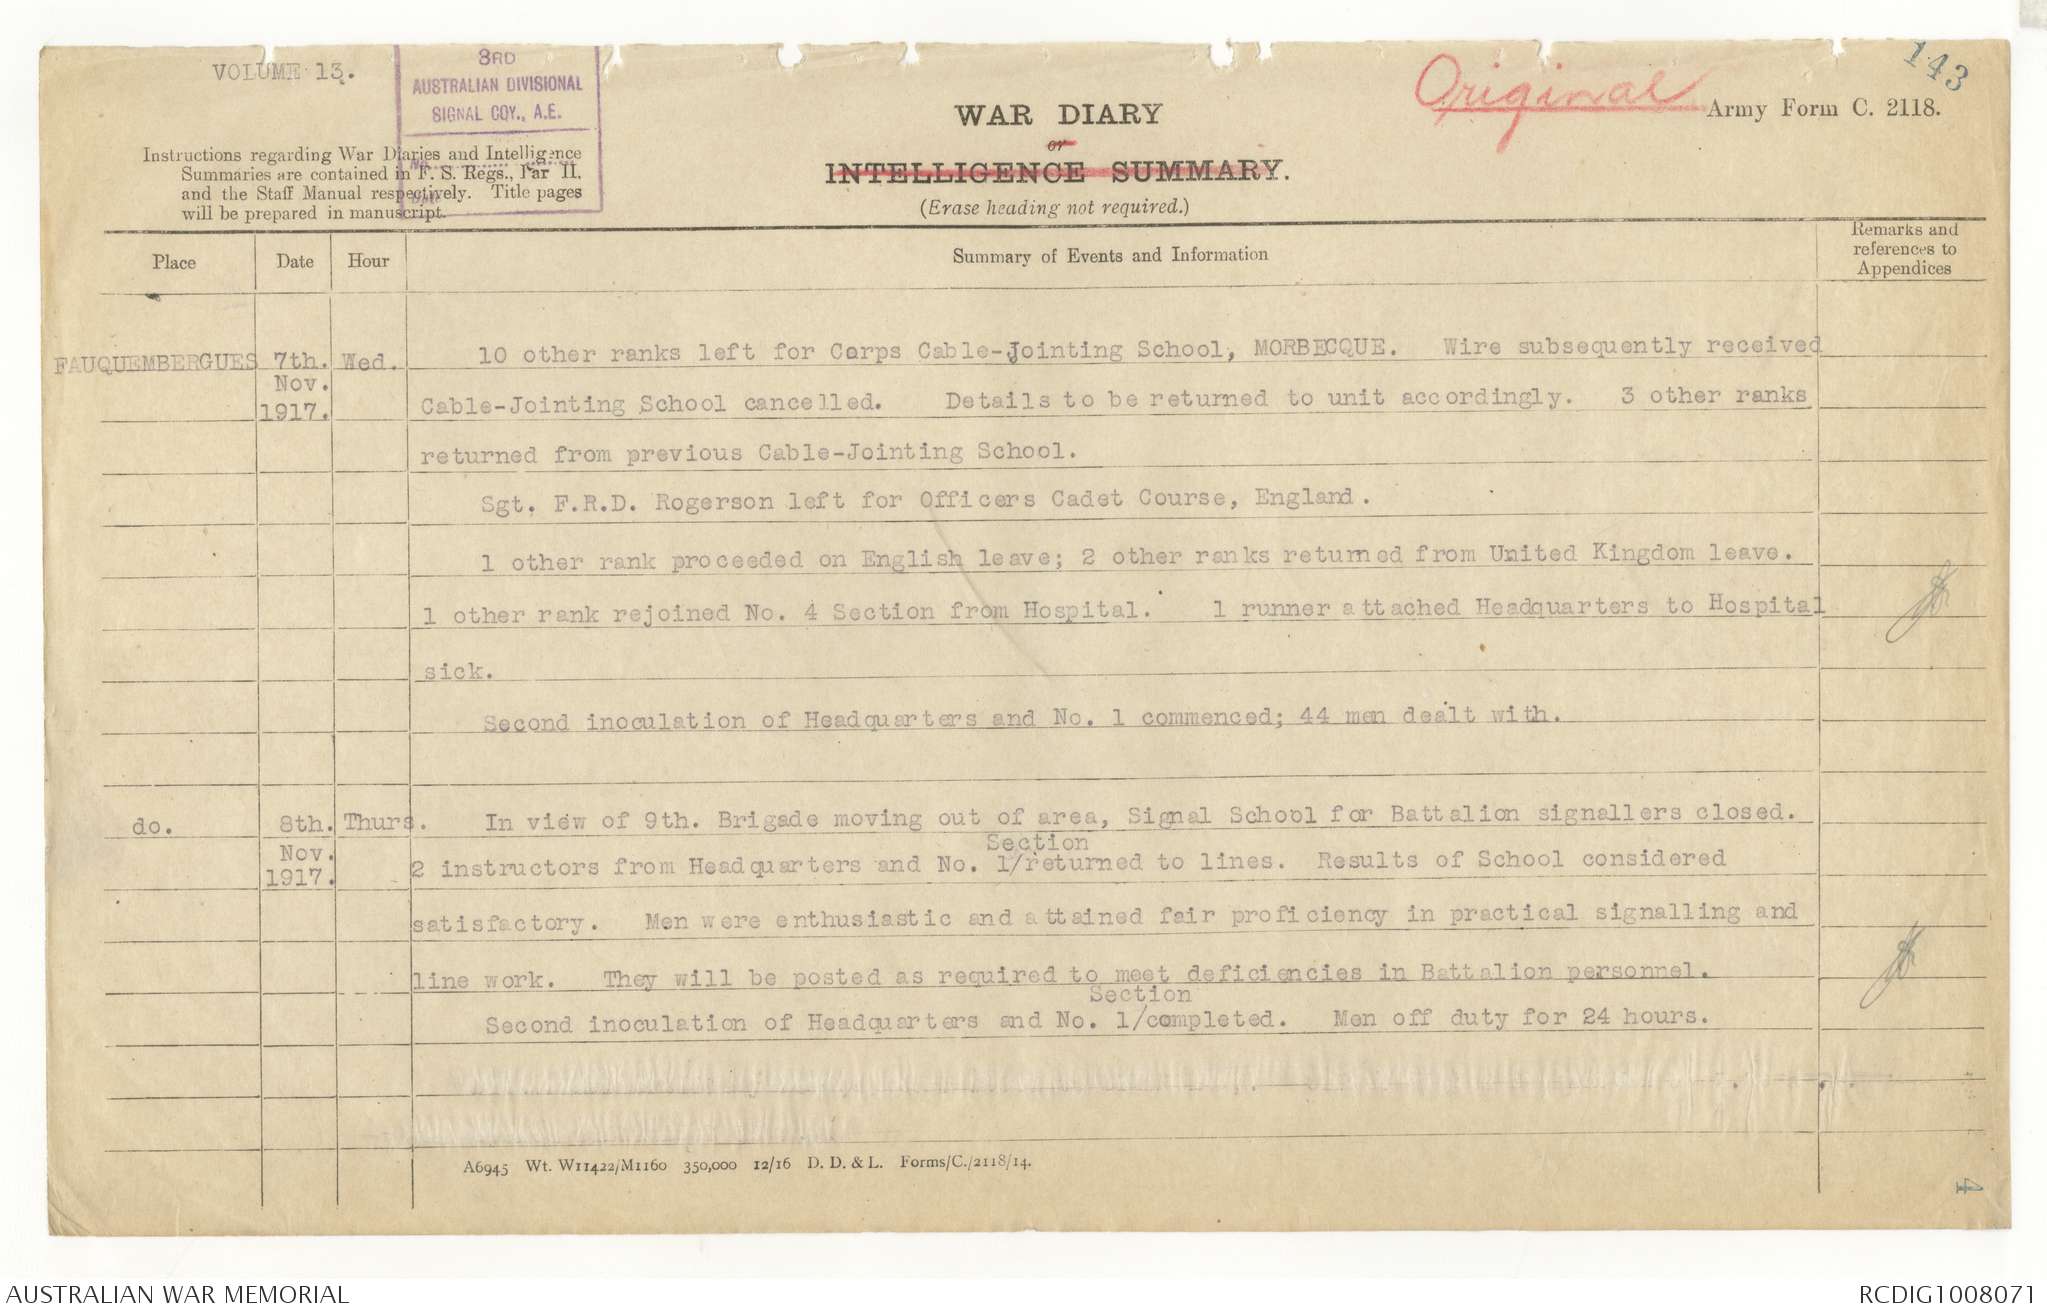 VOLUME 13.
3RD
AUSTRALIAN DIVISIONAL
SIGNAL COY., A.E.
Original
143
Army Form C. 2118.
WAR DIARY
or
INTELLIGENCE SUMMARY.
(Erase heading not required.)
Instructions regarding War Diaries and Intelligence
Summaries are contained in F. S. Regs., Par II,
and the Staff Manual respectively. Title pages
will be prepared in manuscript.
Place Date Hour Summary of Events and Information Remarks and
references to
Appendices
FAUQUEMBERGUES 7th. Wed. 10 other ranks left for Corps Cable-Jointing School, MORBECQUE. Wire subsequently received
Nov.
1917. Cable-Jointing School cancelled. Details to be returned to unit accordingly. 3 other ranks
returned from previous Cable-Jointing School.
Sgt. F.R.D. Rogerson left for Officers Cadet Course, England.
1 other rank proceeded on English leave; 2 other ranks returned from United Kingdom leave.
1 other rank rejoined No. 4 Section from Hospital. 1 runner attached Headquarters to Hospital
sick.
Second inoculation of Headquarters and No. 1 commenced; 44 men dealt with.
do. 8th. Thurs. In view of 9th. Brigade moving out of area, Signal School for Battalion signallers closed.
Section
Nov.
1917. 2 instructors from Headquarters and No. 1/returned to lines. Results of School considered
satisfactory. Men were enthusiastic and attained fair proficiency in practical signalling and
line work. They will be posted as required to meet deficiencies in Battalion personnel.
Section
Second inoculation of Headquarters and No. 1/completed. Men off duty for 24 hours.
A6945 Wt. W11422/M1160 350,000 12/16 D. D. & L. Forms/C./2118/14.
4
AUSTRALIAN WAR MEMORIAL
RCDIG1008071